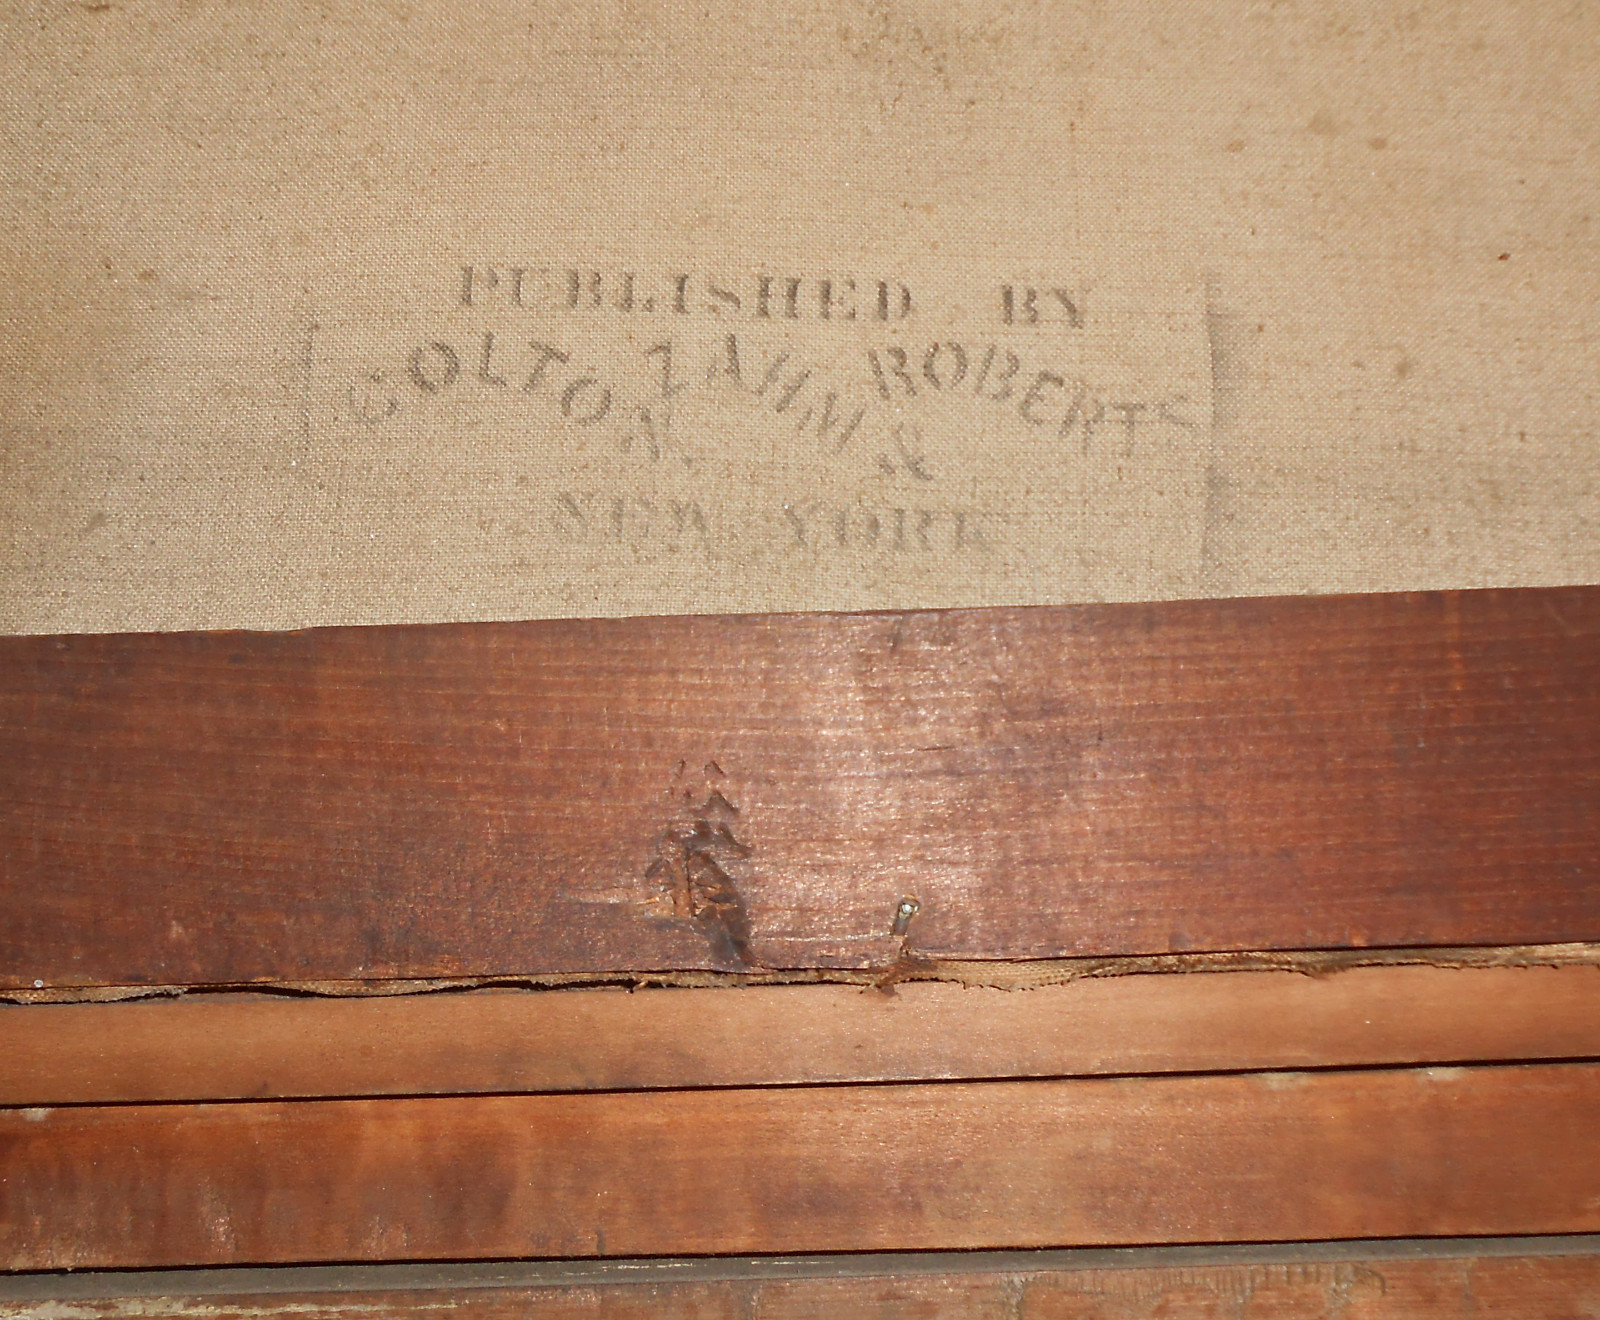 PUBLISHED BY
COLTON, ZAHM & ROBERTS
NEW YORK